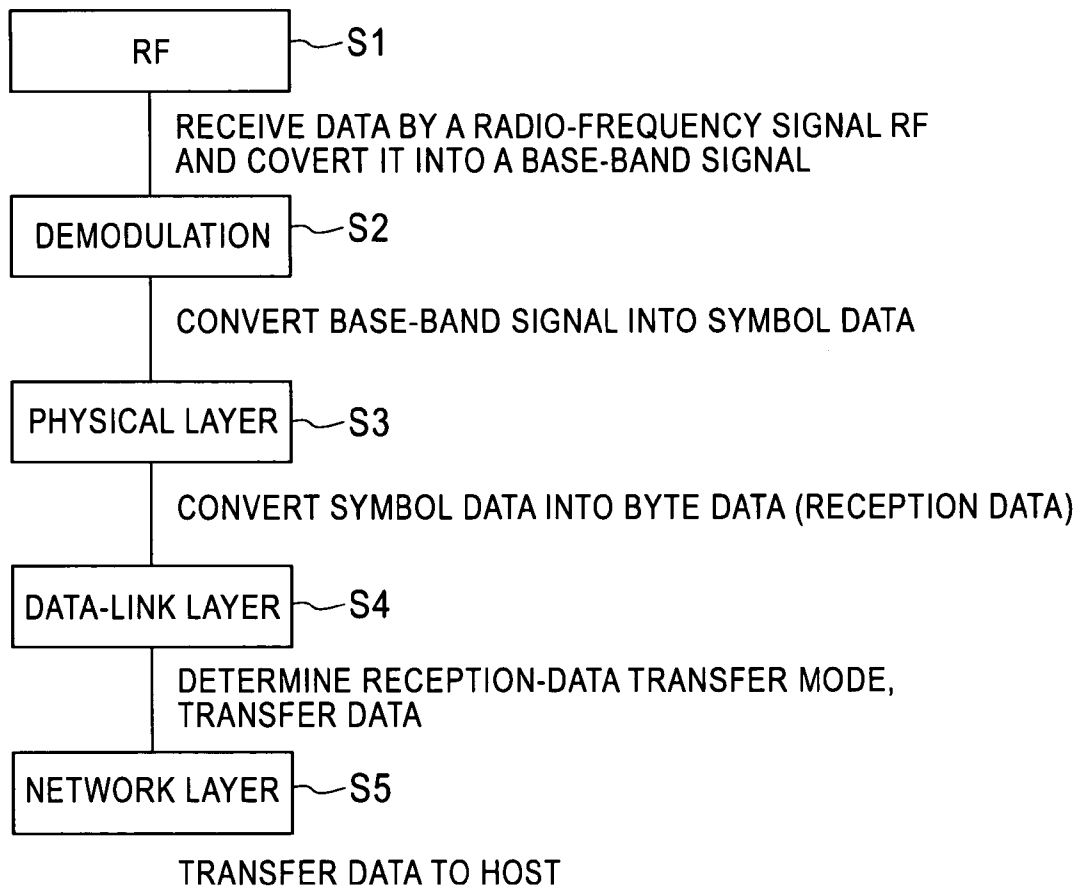 RF
S1
RECEIVE DATA BY A RADIO-FREQUENCY SIGNAL RF
AND COVERT IT INTO A BASE-BAND SIGNAL
DEMODULATION
S2
CONVERT BASE-BAND SIGNAL INTO SYMBOL DATA
PHYSICAL LAYER
S3
CONVERT SYMBOL DATA INTO BYTE DATA (RECEPTION DATA)
DATA-LINK LAYER
S4
DETERMINE RECEPTION-DATA TRANSFER MODE,
TRANSFER DATA
NETWORK LAYER
S5
TRANSFER DATA TO HOST